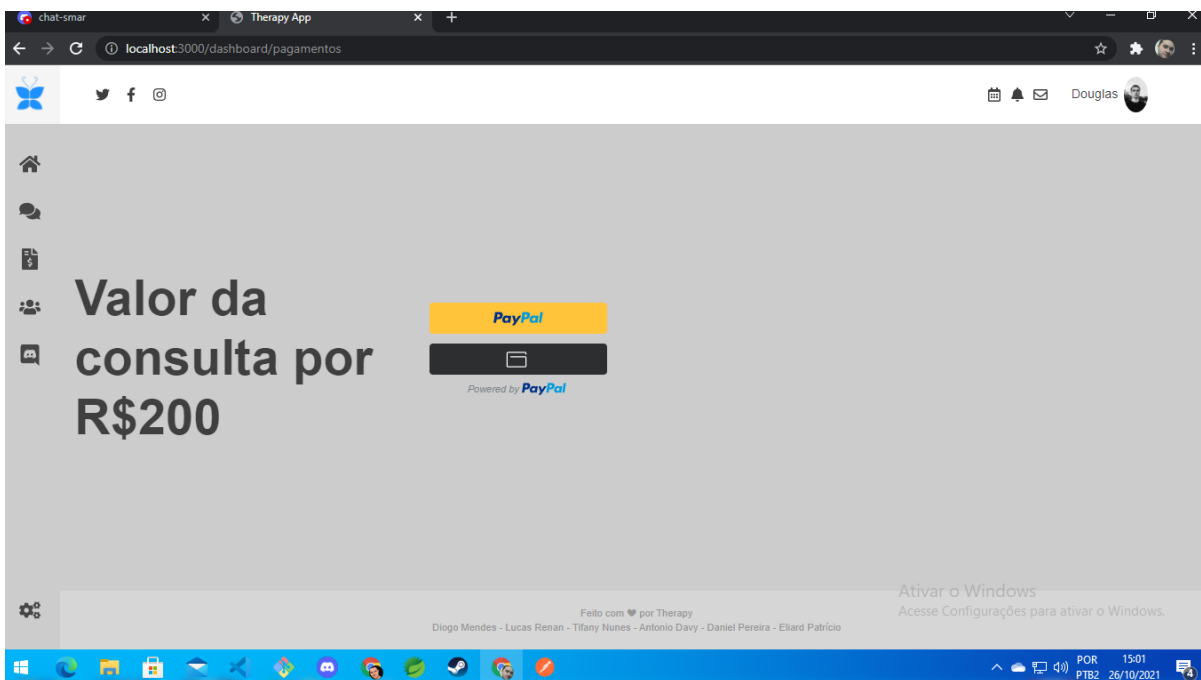 chat-smar
Therapy App
localhost:3000/dashboard/pagamentos
Douglas
Valor da
consulta por
R$200
PayPal
Powered by PayPal
Ativar o Windows
Acesse Configurações para ativar o Windows.
Feito com ♥ por Therapy
Diogo Mendes - Lucas Renan - Tifany Nunes - Antonio Davy - Daniel Pereira - Eliard Patrício
POR
PTB2
15:01
26/10/2021
4